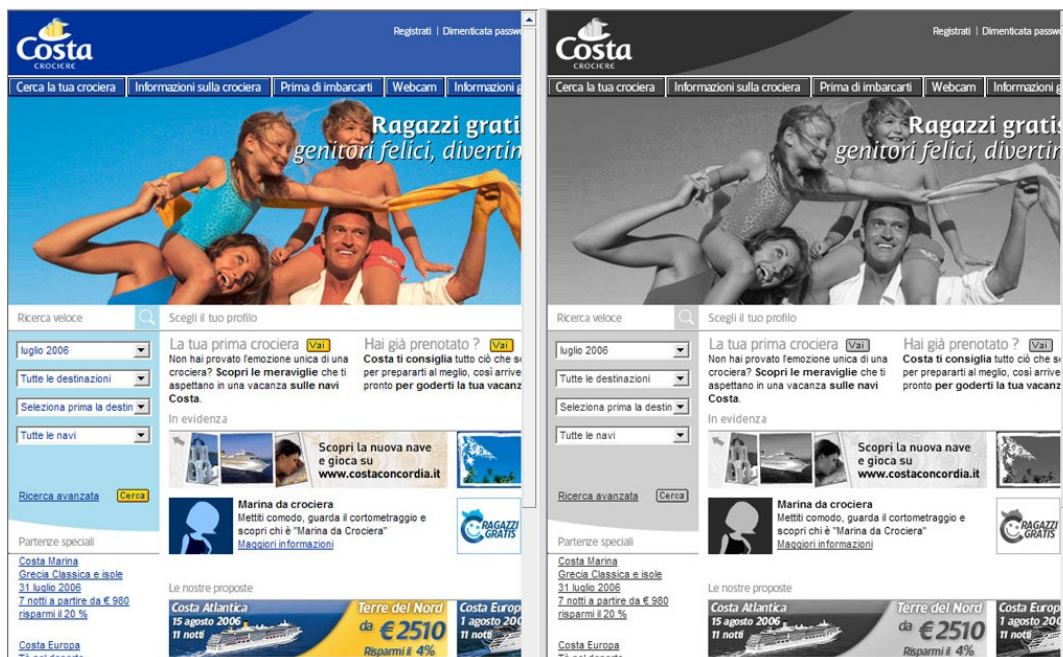 Costa
CROCIERE
Registrati | Dimenticata passwo
Cerca la tua crociera
Informazioni sulla crociera
Prima di imbarcarti
Webcam
Informazioni g
Ragazzi gratis
genitori felici, divertin
Ricerca veloce
Scegli il tuo profilo
luglio 2006
Tutte le destinazioni
Seleziona prima la destin
Tutte le navi
Ricerca avanzata
Cerca
La tua prima crociera Vai
Non hai provato l'emozione unica di una
crociera? Scopri le meraviglie che ti
aspettano in una vacanza sulle navi
Costa.
Hai già prenotato ? Vai
Costa ti consiglia tutto ciò che se
per prepararti al meglio, così arrive
pronto per goderti la tua vacanz
In evidenza
Scopri la nuova nave
e gioca su
www.costaconcordia.it
Marina da crociera
Mettiti comodo, guarda il cortometraggio e
scopri chi è "Marina da Crociera"
Maggiori informazioni
RAGAZZI
GRATIS
Partenze speciali
Costa Marina
Grecia Classica e isole
31 luglio 2006
7 notti a partire da € 980
risparmi il 20 %
Costa Europa
Le nostre proposte
Costa Atlantica
15 agosto 2006
11 notti
Terre del Nord
da €2510
Risparmi il 4%
Costa Europ
1 agosto 200
11 notti
Costa
CROCIERE
Registrati | Dimenticata passwo
Cerca la tua crociera
Informazioni sulla crociera
Prima di imbarcarti
Webcam
Informazioni g
Ragazzi gratis
genitori felici, divertin
Ricerca veloce
Scegli il tuo profilo
luglio 2006
Tutte le destinazioni
Seleziona prima la destin
Tutte le navi
Ricerca avanzata
Cerca
La tua prima crociera Vai
Non hai provato l'emozione unica di una
crociera? Scopri le meraviglie che ti
aspettano in una vacanza sulle navi
Costa.
Hai già prenotato ? Vai
Costa ti consiglia tutto ciò che se
per prepararti al meglio, così arrive
pronto per goderti la tua vacanz
In evidenza
Scopri la nuova nave
e gioca su
www.costaconcordia.it
Marina da crociera
Mettiti comodo, guarda il cortometraggio e
scopri chi è "Marina da Crociera"
Maggiori informazioni
RAGAZZI
GRATIS
Partenze speciali
Costa Marina
Grecia Classica e isole
31 luglio 2006
7 notti a partire da € 980
risparmi il 20 %
Costa Europa
Le nostre proposte
Costa Atlantica
15 agosto 2006
11 notti
Terre del Nord
da €2510
Risparmi il 4%
Costa Europ
1 agosto 200
11 notti